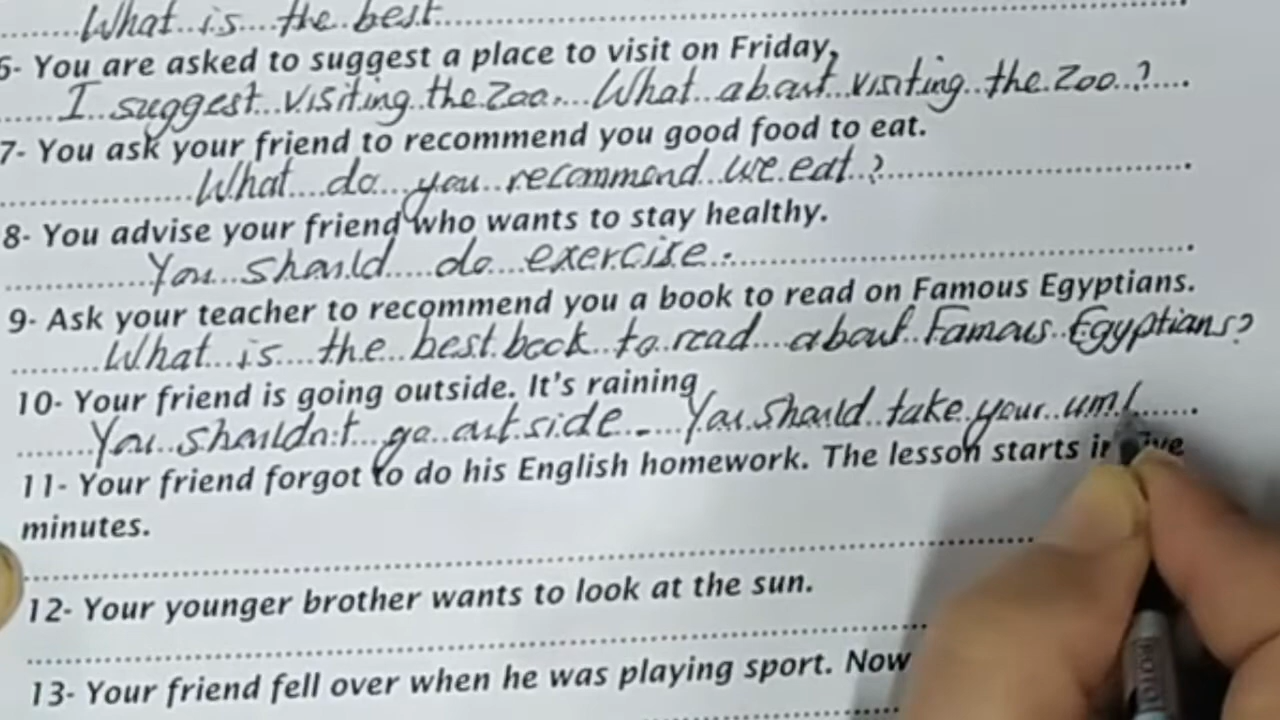 What is the best
6- You are asked to suggest a place to visit on Friday,
I suggest visiting the Zoo. What about visiting the Zoo ?
7- You ask your friend to recommend you good food to eat.
What do you recommend we eat ?
8- You advise your friend who wants to stay healthy.
You should do exercise .
9- Ask your teacher to recommend you a book to read on Famous Egyptians.
What is the best book to read about Famous Egyptians?
10- Your friend is going outside. It's raining
You shouldn't go outside - You should take your um
11- Your friend forgot to do his English homework. The lesson starts in
minutes.
12- Your younger brother wants to look at the sun.
13- Your friend fell over when he was playing sport. Now